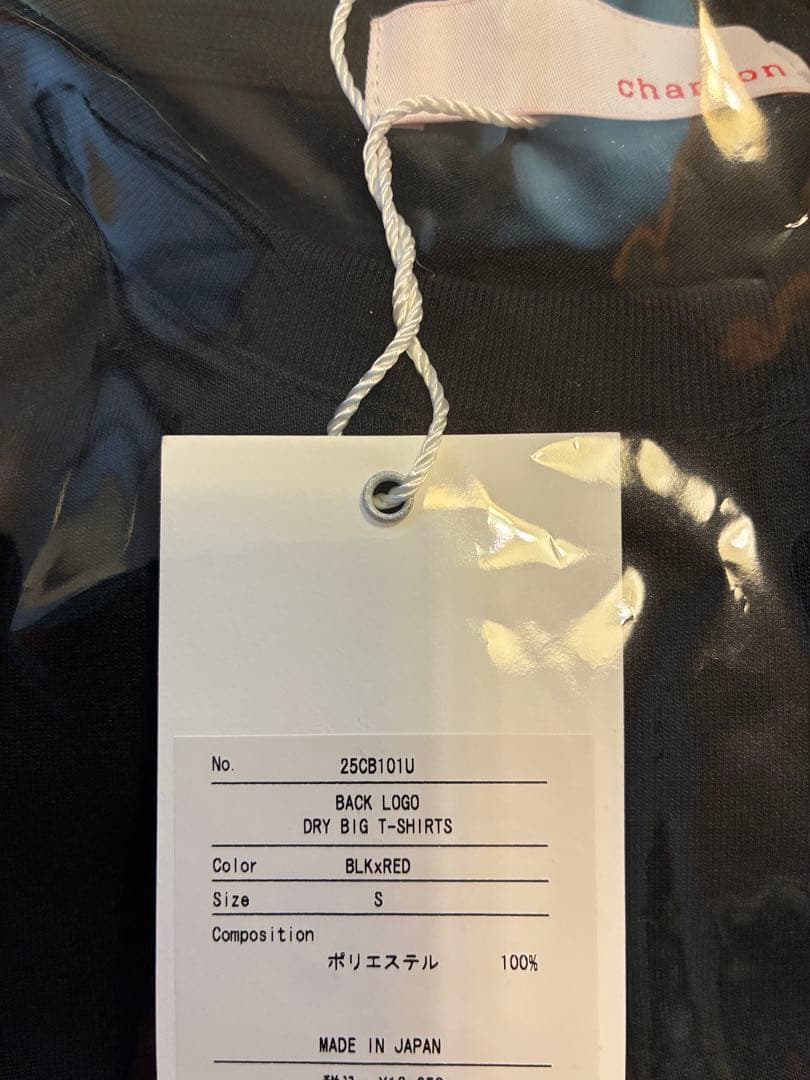 No. 25CB101U
BACK LOGO
DRY BIG T-SHIRTS
Color BLKxRED
Size S
Composition
ポリエステル 100%
MADE IN JAPAN